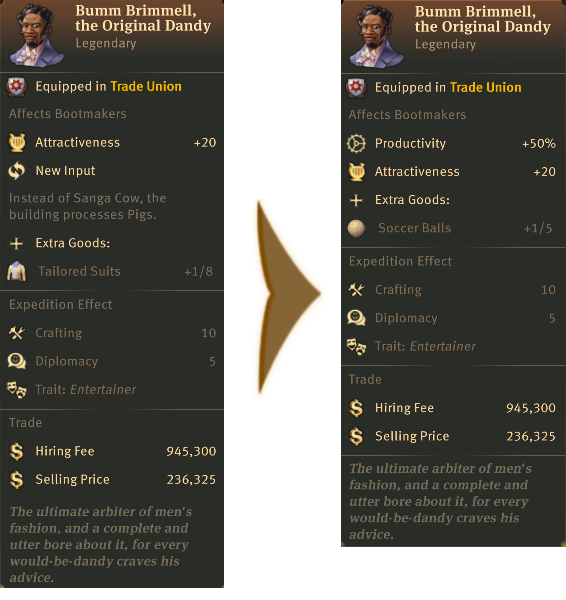 Bumm Brimmell,
the Original Dandy
Legendary
Equipped in Trade Union
Affects Bootmakers
Attractiveness +20
New Input
Instead of Sanga Cow, the
building processes Pigs.
Extra Goods:
Tailored Suits +1/8
Expedition Effect
Crafting 10
Diplomacy 5
Trait: Entertainer
Trade
Hiring Fee 945,300
Selling Price 236,325
The ultimate arbiter of men's
fashion, and a complete and
utter bore about it, for every
would-be-dandy craves his
advice.
Bumm Brimmell,
the Original Dandy
Legendary
Equipped in Trade Union
Affects Bootmakers
Productivity +50%
Attractiveness +20
Extra Goods:
Soccer Balls +1/5
Expedition Effect
Crafting 10
Diplomacy 5
Trait: Entertainer
Trade
Hiring Fee 945,300
Selling Price 236,325
The ultimate arbiter of men's
fashion, and a complete and
utter bore about it, for every
would-be-dandy craves his
advice.